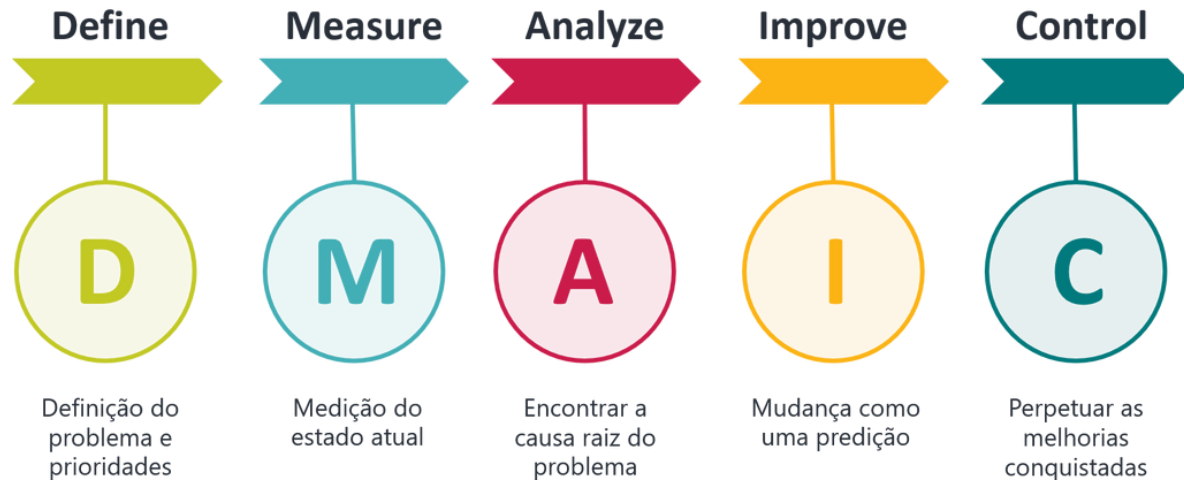 Define
Measure
Analyze
Improve
Control
D
M
A
I
C
Definição do
problema e
prioridades
Medição do
estado atual
Encontrar a
causa raiz do
problema
Mudança como
uma predição
Perpetuar as
melhorias
conquistadas